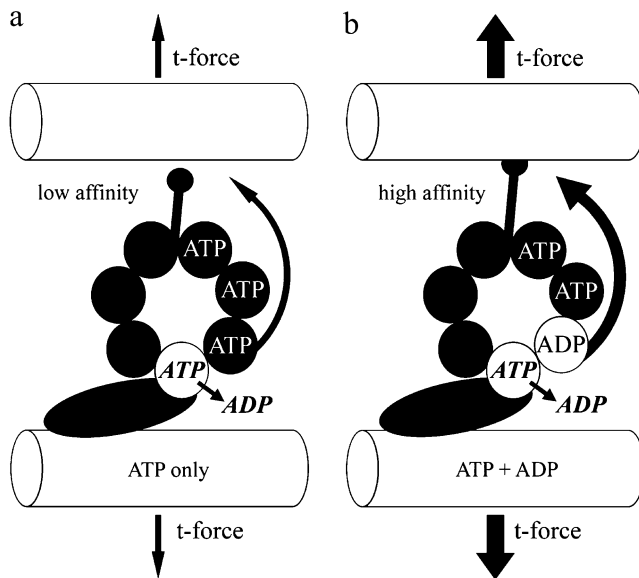 a
t-force
low affinity
ATP
ATP
ATP
ATP
ADP
ATP only
t-force
b
t-force
high affinity
ATP
ATP
ADP
ATP
ADP
ATP + ADP
t-force